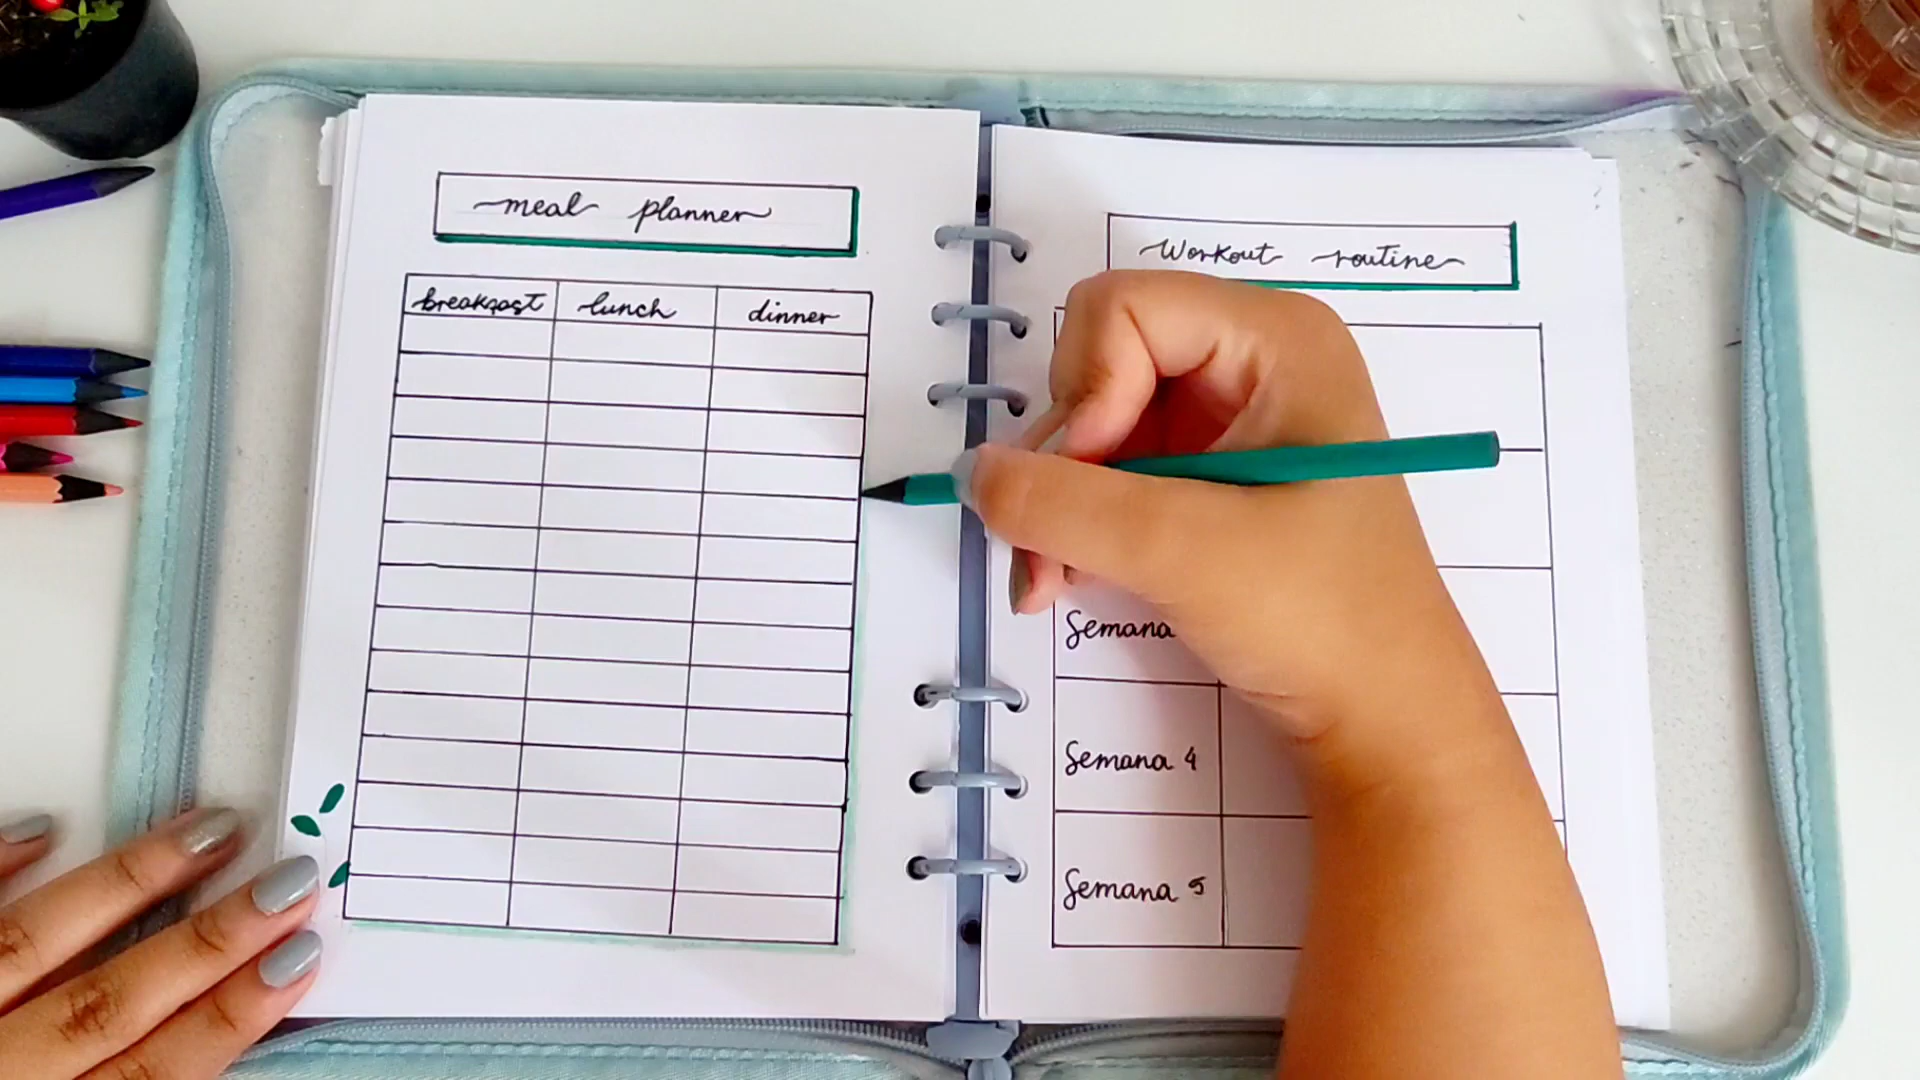 meal planner
breakfast lunch dinner
Workout routine
Semana
Semana 4
Semana 5